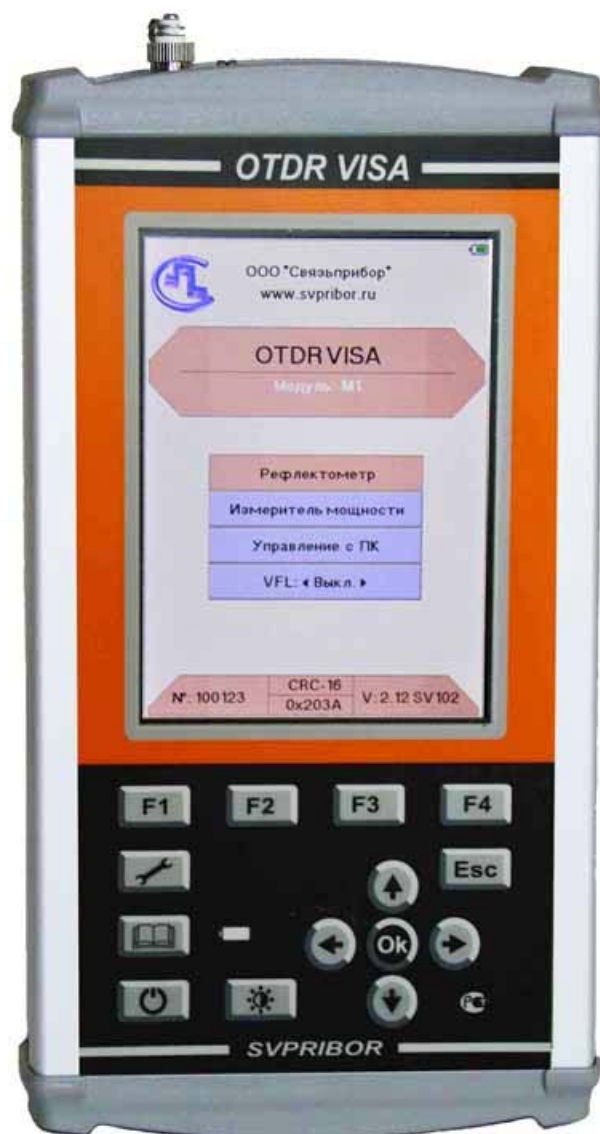 OTDR VISA
ООО "Связьприбор"
www.svpribor.ru
OTDR VISA
Модуль: M1
Рефлектометр
Измеритель мощности
Управление с ПК
VFL: ◂ Выкл. ▸
№: 100123
CRC-16
0x203A
V: 2.12 SV102
F1 F2 F3 F4
Esc
Ok
SVPRIBOR